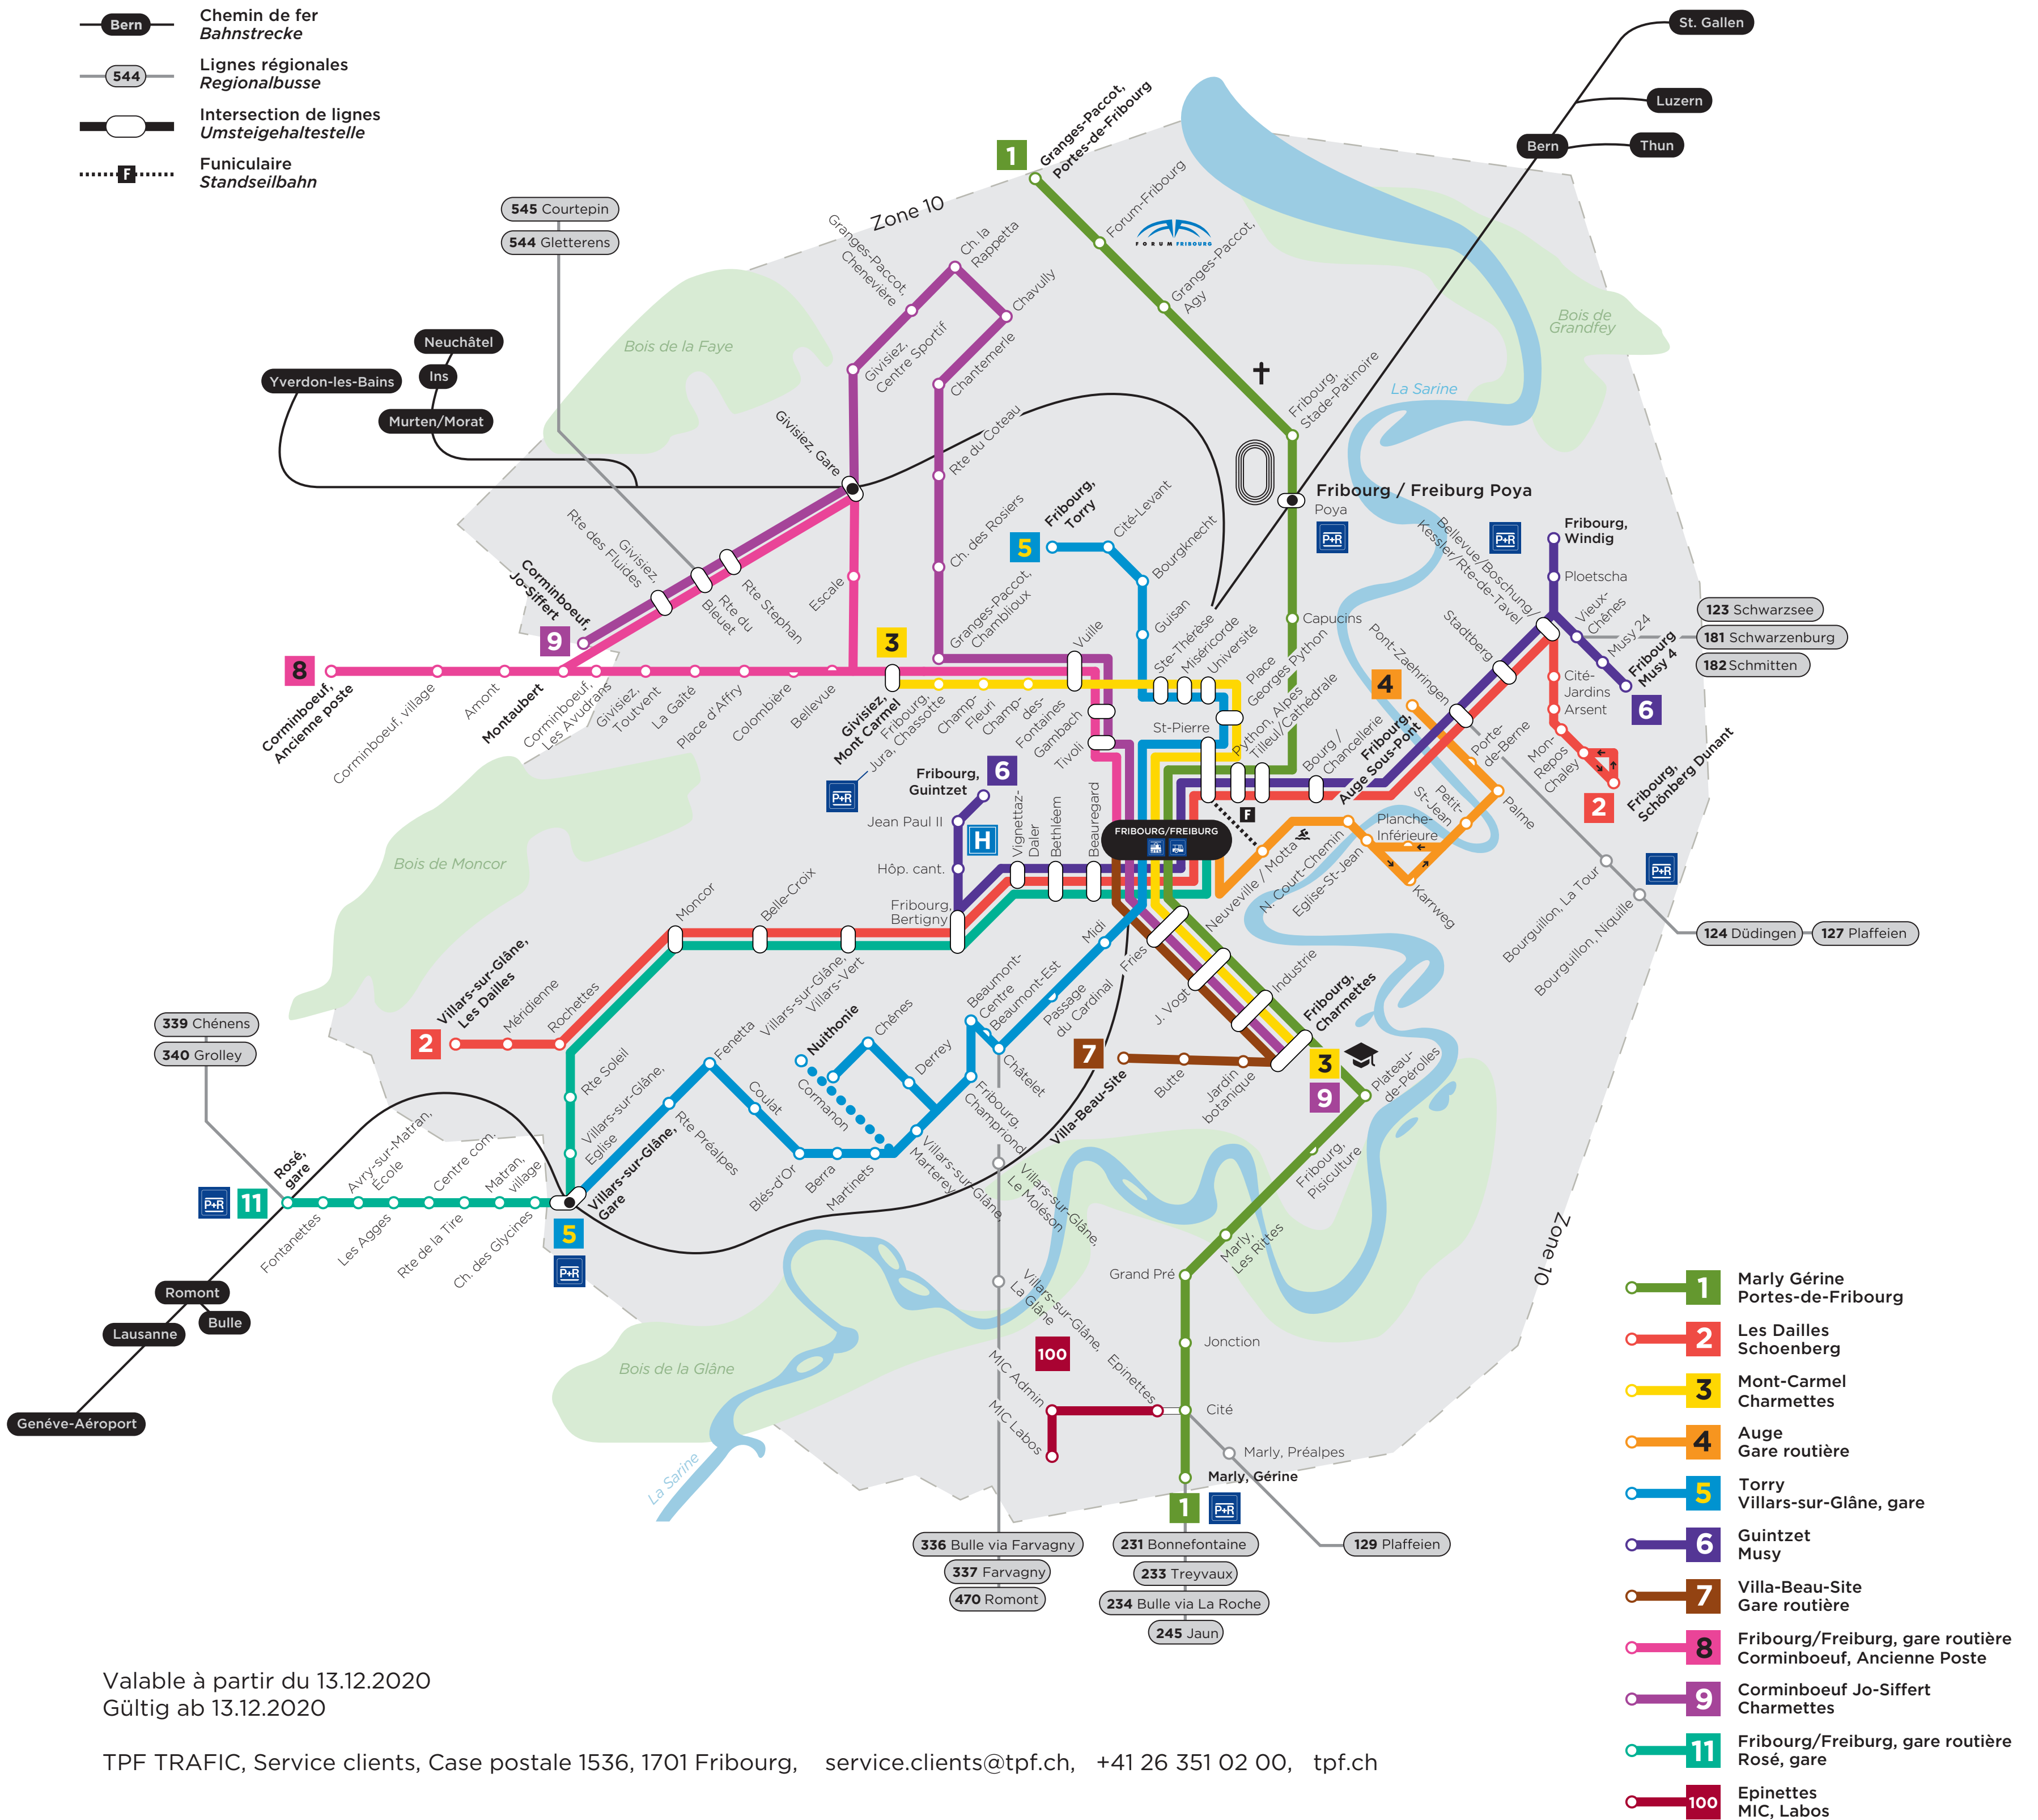 Bern
Chemin de fer
Bahnstrecke
544
Lignes régionales
Regionalbusse
Intersection de lignes
Umsteigehaltestelle
F
Funiculaire
Standseilbahn
St. Gallen
Luzern
Bern
Thun
545 Courtepin
544 Gletterens
Zone 10
1
Granges-Paccot,
Portes-de-Fribourg
Forum-Fribourg
FORUM FRIBOURG
Granges-Paccot,
Agy
Fribourg,
Stade-Patinoire
Bois de
Grandfey
La Sarine
Bois de la Faye
Granges-Paccot,
Chenevière
Ch. la
Rappetta
Chavully
Givisiez,
Centre Sportif
Chantemerle
Rte du Coteau
Ch. des Rosiers
Granges-Paccot,
Chamblioux
Neuchâtel
Ins
Yverdon-les-Bains
Murten/Morat
Givisiez, Gare
Rte des Fluides
Givisiez,
Bleuet
Rte du
Rte Stephan
Escale
Corminboeuf,
Jo-Siffert
9
8
Corminboeuf,
Ancienne poste
Corminboeuf, village
Amont
Montaubert
Corminboeuf,
Les Avudrans
Givisiez,
Toutvent
La Gaîté
Place d'Affry
Colombière
Bellevue
3
Givisiez,
Mont Carmel
Fribourg,
Jura, Chassotte
P+R
Champ-
Fleuri
Champ-
des-
Fontaines
Vuille
Gambach
Tivoli
5
Fribourg,
Torry
Cité-Levant
Bourgknecht
Guisan
Ste-Thérèse
Miséricorde
Université
Place
Georges Python
St-Pierre
Python, Alpes
Tilleul/Cathédrale
Bourg /
Chancellerie
Fribourg / Freiburg Poya
Poya
P+R
Capucins
Bellevue/Boschung/
Kessler/Rte-de-Tavel
P+R
Fribourg,
Windig
Ploetscha
Vieux-
Chênes
Musy 24
Fribourg
Musy 4
6
123 Schwarzsee
181 Schwarzenburg
182 Schmitten
Stadtberg
Pont-Zaehringen
4
Fribourg,
Auge Sous-Pont
Porte-
de-Berne
Palme
Petit-
St-Jean
Planche-
Inférieure
Karrweg
Eglise-St-Jean
N. Court-Chemin
Neuveville / Motta
F
Cité-
Jardins
Arsent
Mon-
Repos
Chaley
2
Fribourg,
Schönberg Dunant
P+R
Bourguillon, La Tour
Bourguillon, Niquille
124 Düdingen
127 Plaffeien
Bois de Moncor
Fribourg,
Guintzet
6
Jean Paul II
H
Hôp. cant.
Fribourg,
Bertigny
Vignettaz-
Daler
Bethléem
Beauregard
FRIBOURG/FREIBURG
Moncor
Belle-Croix
Villars-sur-Glâne,
Villars-Vert
2
Villars-sur-Glâne,
Les Dailles
Méridienne
Rochettes
Rte Soleil
Villars-sur-Glâne,
Eglise
Midi
Passage
du Cardinal
Beaumont-Est
Beaumont-
Centre
Châtelet
Fribourg,
Champriond
Derrey
Chênes
Nuithonie
Cormanon
Villars-sur-Glâne,
Marterey
Martinets
Berra
Blés-d'Or
Coulat
Fenetta
Rte Préalpes
Villars-sur-Glâne,
Gare
5
P+R
Fries
J. Vogt
Industrie
Fribourg,
Charmettes
3
9
Plateau-
de-Pérolles
Fribourg,
Pisciculture
7
Villa-Beau-Site
Butte
Jardin
botanique
339 Chénens
340 Grolley
Rosé,
gare
P+R
11
Fontanettes
Avry-sur-Matran,
École
Les Agges
Centre com.
Rte de la Tire
Matran,
village
Ch. des Glycines
Romont
Bulle
Lausanne
Genéve-Aéroport
Villars-sur-Glâne,
Le Moléson
Villars-sur-Glâne,
La Glâne
Marly,
Les Rittes
Grand Pré
Jonction
100
MIC Admin
MIC Labos
Epinettes
Cité
Marly, Préalpes
Marly, Gérine
1
P+R
Zone 10
Bois de la Glâne
La Sarine
336 Bulle via Farvagny
337 Farvagny
470 Romont
231 Bonnefontaine
233 Treyvaux
234 Bulle via La Roche
245 Jaun
129 Plaffeien
1
Marly Gérine
Portes-de-Fribourg
2
Les Dailles
Schoenberg
3
Mont-Carmel
Charmettes
4
Auge
Gare routière
5
Torry
Villars-sur-Glâne, gare
6
Guintzet
Musy
7
Villa-Beau-Site
Gare routière
8
Fribourg/Freiburg, gare routière
Corminboeuf, Ancienne Poste
9
Corminboeuf Jo-Siffert
Charmettes
11
Fribourg/Freiburg, gare routière
Rosé, gare
100
Epinettes
MIC, Labos
Valable à partir du 13.12.2020
Gültig ab 13.12.2020
TPF TRAFIC, Service clients, Case postale 1536, 1701 Fribourg, service.clients@tpf.ch, +41 26 351 02 00, tpf.ch